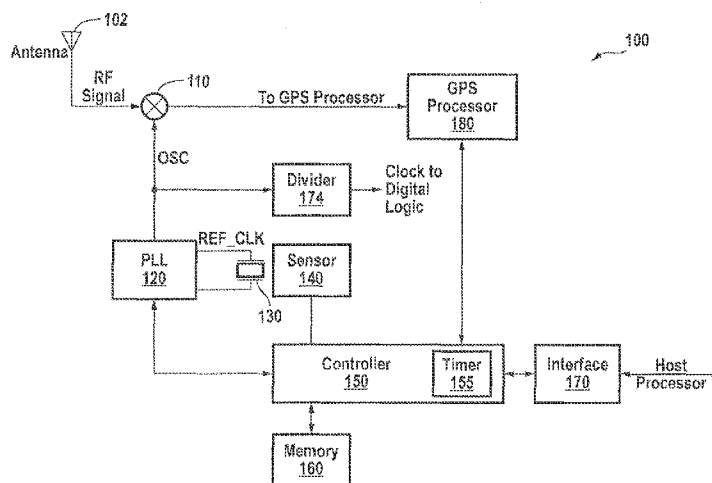 102
Antenna
RF
Signal
110
To GPS Processor
GPS
Processor
180
100
OSC
Divider
174
Clock to
Digital
Logic
PLL
120
REF_CLK
130
Sensor
140
Controller
150
Timer
155
Interface
170
Host
Processor
Memory
160